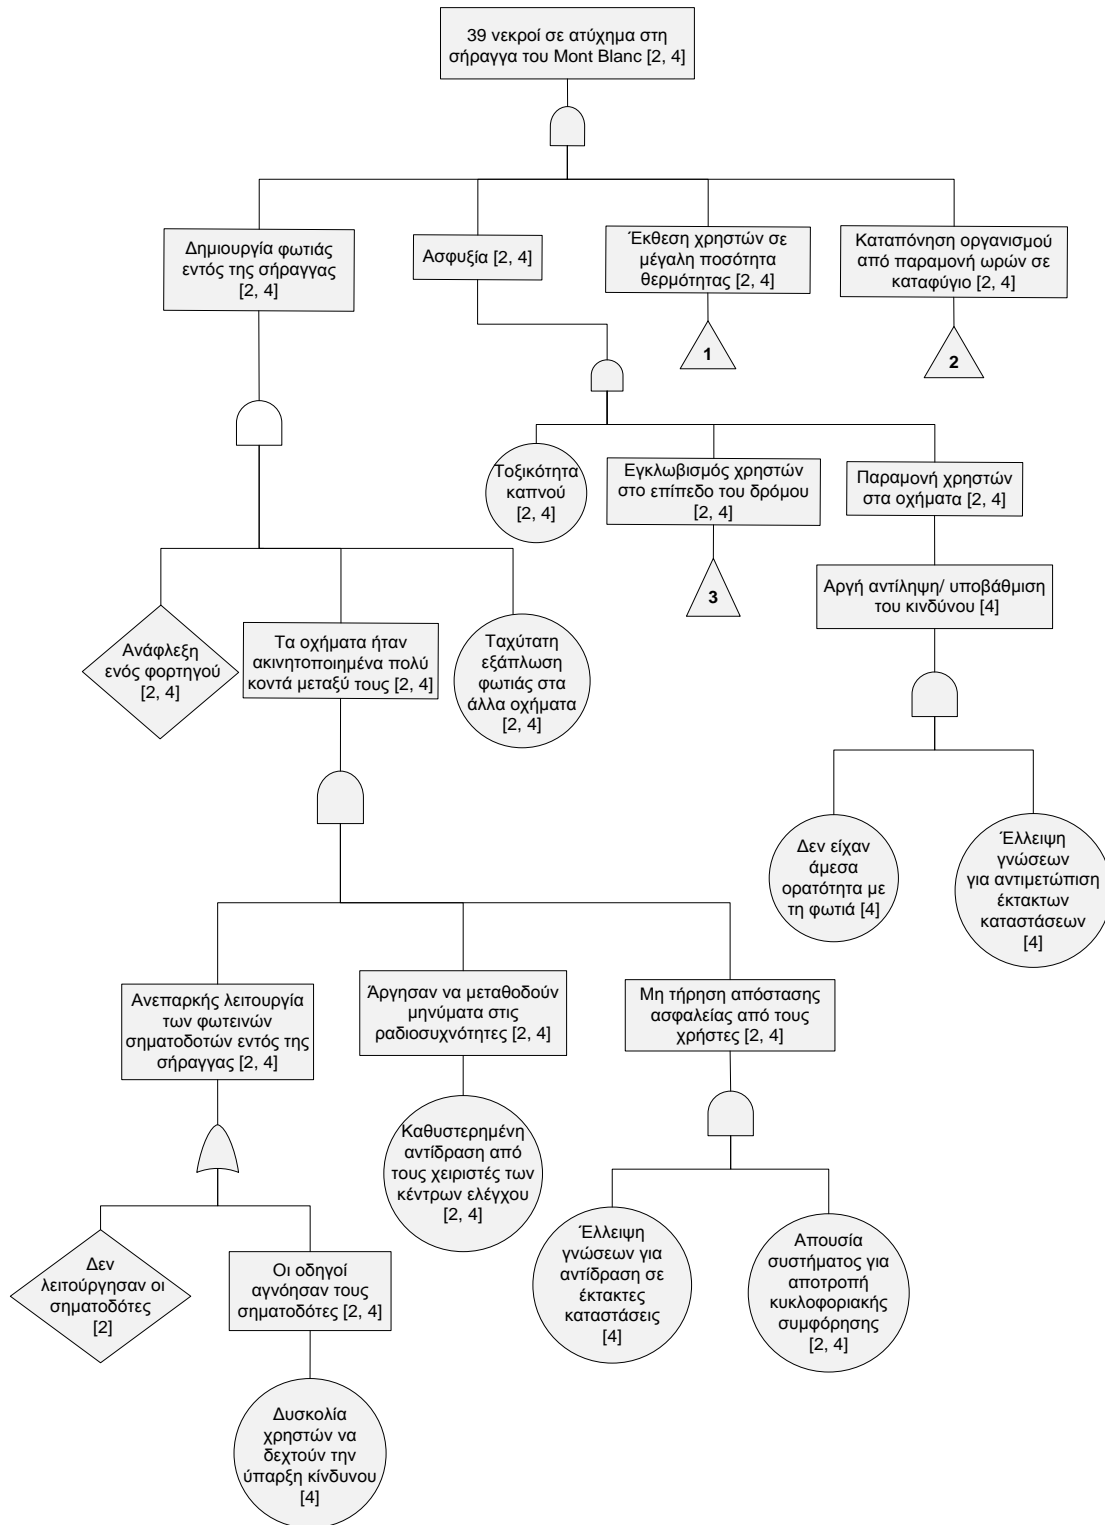 39 νεκροί σε ατύχημα στη
σήραγγα του Mont Blanc [2, 4]
Δημιουργία φωτιάς
εντός της σήραγγας
[2, 4]
Ασφυξία [2, 4]
Έκθεση χρηστών σε
μέγαλη ποσότητα
θερμότητας [2, 4]
Καταπόνηση οργανισμού
από παραμονή ωρών σε
καταφύγιο [2, 4]
1
2
Τοξικότητα
καπνού
[2, 4]
Εγκλωβισμός χρηστών
στο επίπεδο του δρόμου
[2, 4]
Παραμονή χρηστών
στα οχήματα [2, 4]
3
Αργή αντίληψη/ υποβάθμιση
του κινδύνου [4]
Ανάφλεξη
ενός φορτηγού
[2, 4]
Τα οχήματα ήταν
ακινητοποιημένα πολύ
κοντά μεταξύ τους [2, 4]
Ταχύτατη
εξάπλωση
φωτιάς στα
άλλα οχήματα
[2, 4]
Δεν είχαν
άμεσα
ορατότητα με
τη φωτιά [4]
Έλλειψη
γνώσεων
για αντιμετώπιση
έκτακτων
καταστάσεων
[4]
Ανεπαρκής λειτουργία
των φωτεινών
σηματοδοτών εντός της
σήραγγας [2, 4]
Άργησαν να μεταθοδούν
μηνύματα στις
ραδιοσυχνότητες [2, 4]
Μη τήρηση απόστασης
ασφαλείας από τους
χρήστες [2, 4]
Καθυστερημένη
αντίδραση από
τους χειριστές των
κέντρων ελέγχου
[2, 4]
Δεν
λειτούργησαν οι
σηματοδότες
[2]
Οι οδηγοί
αγνόησαν τους
σηματοδότες [2, 4]
Έλλειψη
γνώσεων για
αντίδραση σε
έκτακτες
καταστάσεις
[4]
Απουσία
συστήματος για
αποτροπή
κυκλοφοριακής
συμφόρησης
[2, 4]
Δυσκολία
χρηστών να
δεχτούν την
ύπαρξη κίνδυνου
[4]